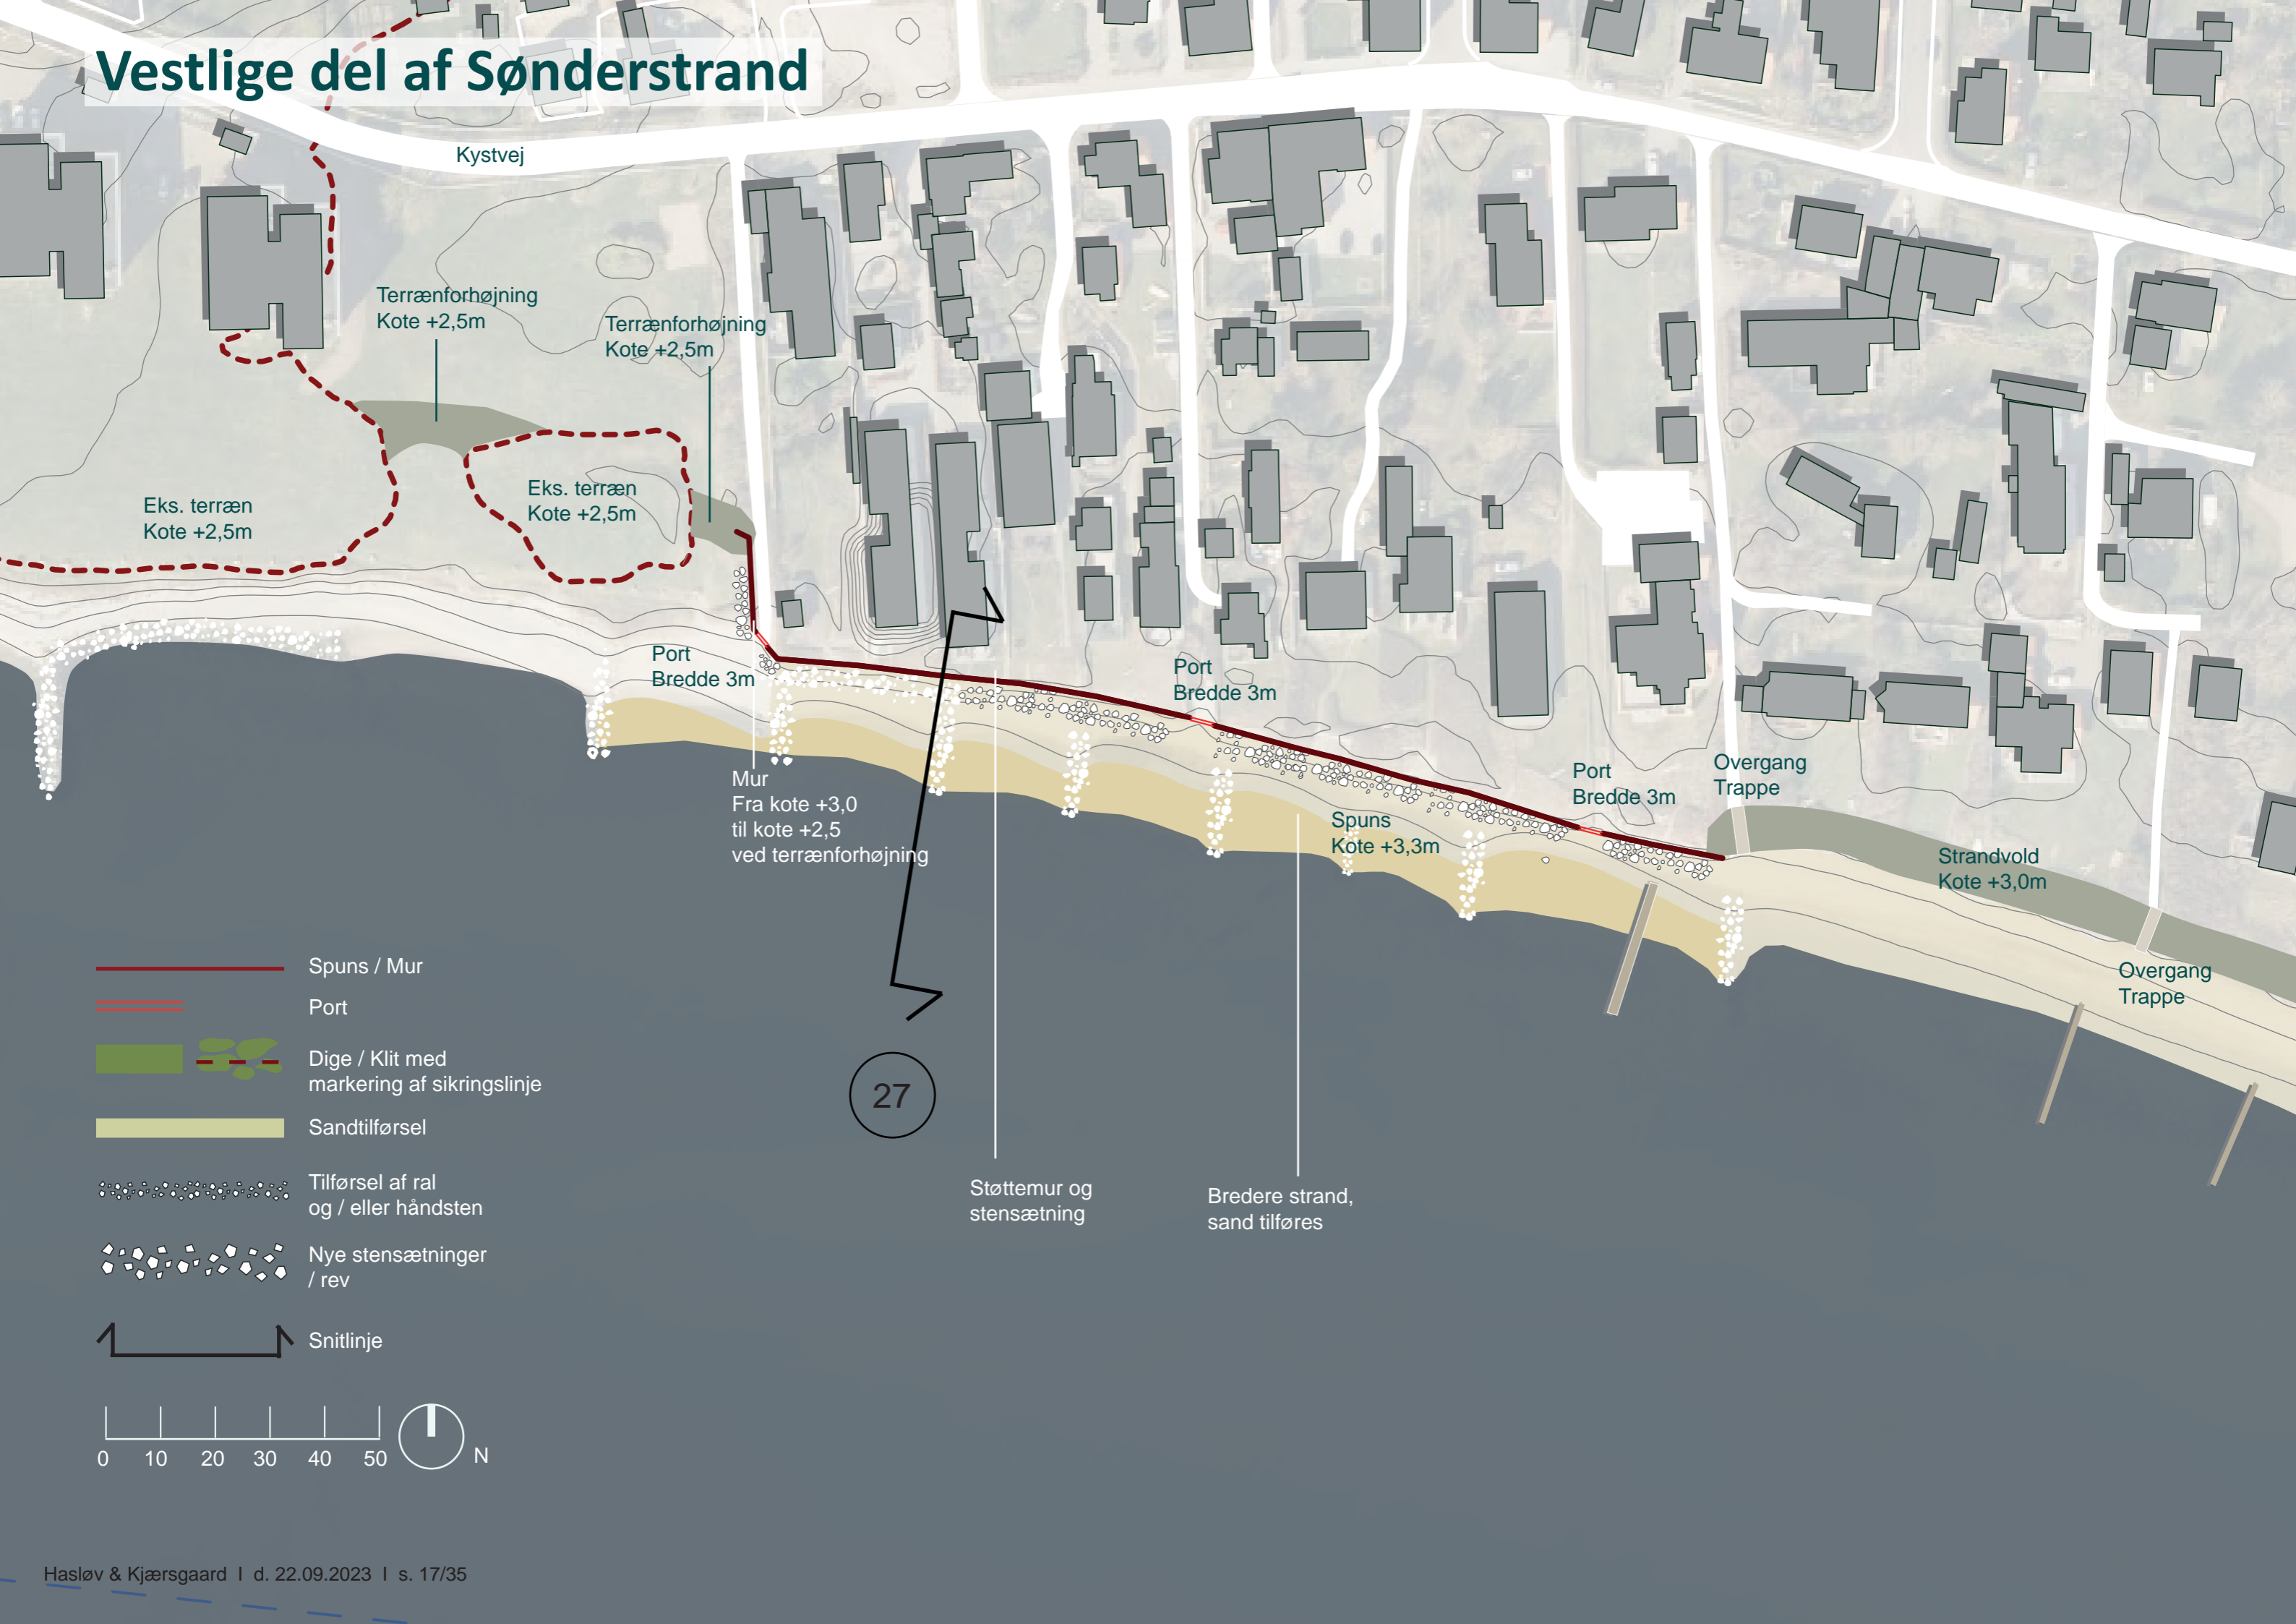 Vestlige del af Sønderstrand
Kystvej
Terrænforhøjning
Kote +2,5m
Terrænforhøjning
Kote +2,5m
Eks. terræn
Kote +2,5m
Eks. terræn
Kote +2,5m
Port
Bredde 3m
Port
Bredde 3m
Port
Bredde 3m
Overgang
Trappe
Mur
Fra kote +3,0
til kote +2,5
ved terrænforhøjning
Spuns
Kote +3,3m
Strandvold
Kote +3,0m
Overgang
Trappe
27
Støttemur og
stensætning
Bredere strand,
sand tilføres
Spuns / Mur
Port
Dige / Klit med
markering af sikringslinje
Sandtilførsel
Tilførsel af ral
og / eller håndsten
Nye stensætninger
/ rev
Snitlinje
0 10 20 30 40 50
N
Hasløv & Kjærsgaard I d. 22.09.2023 I s. 17/35